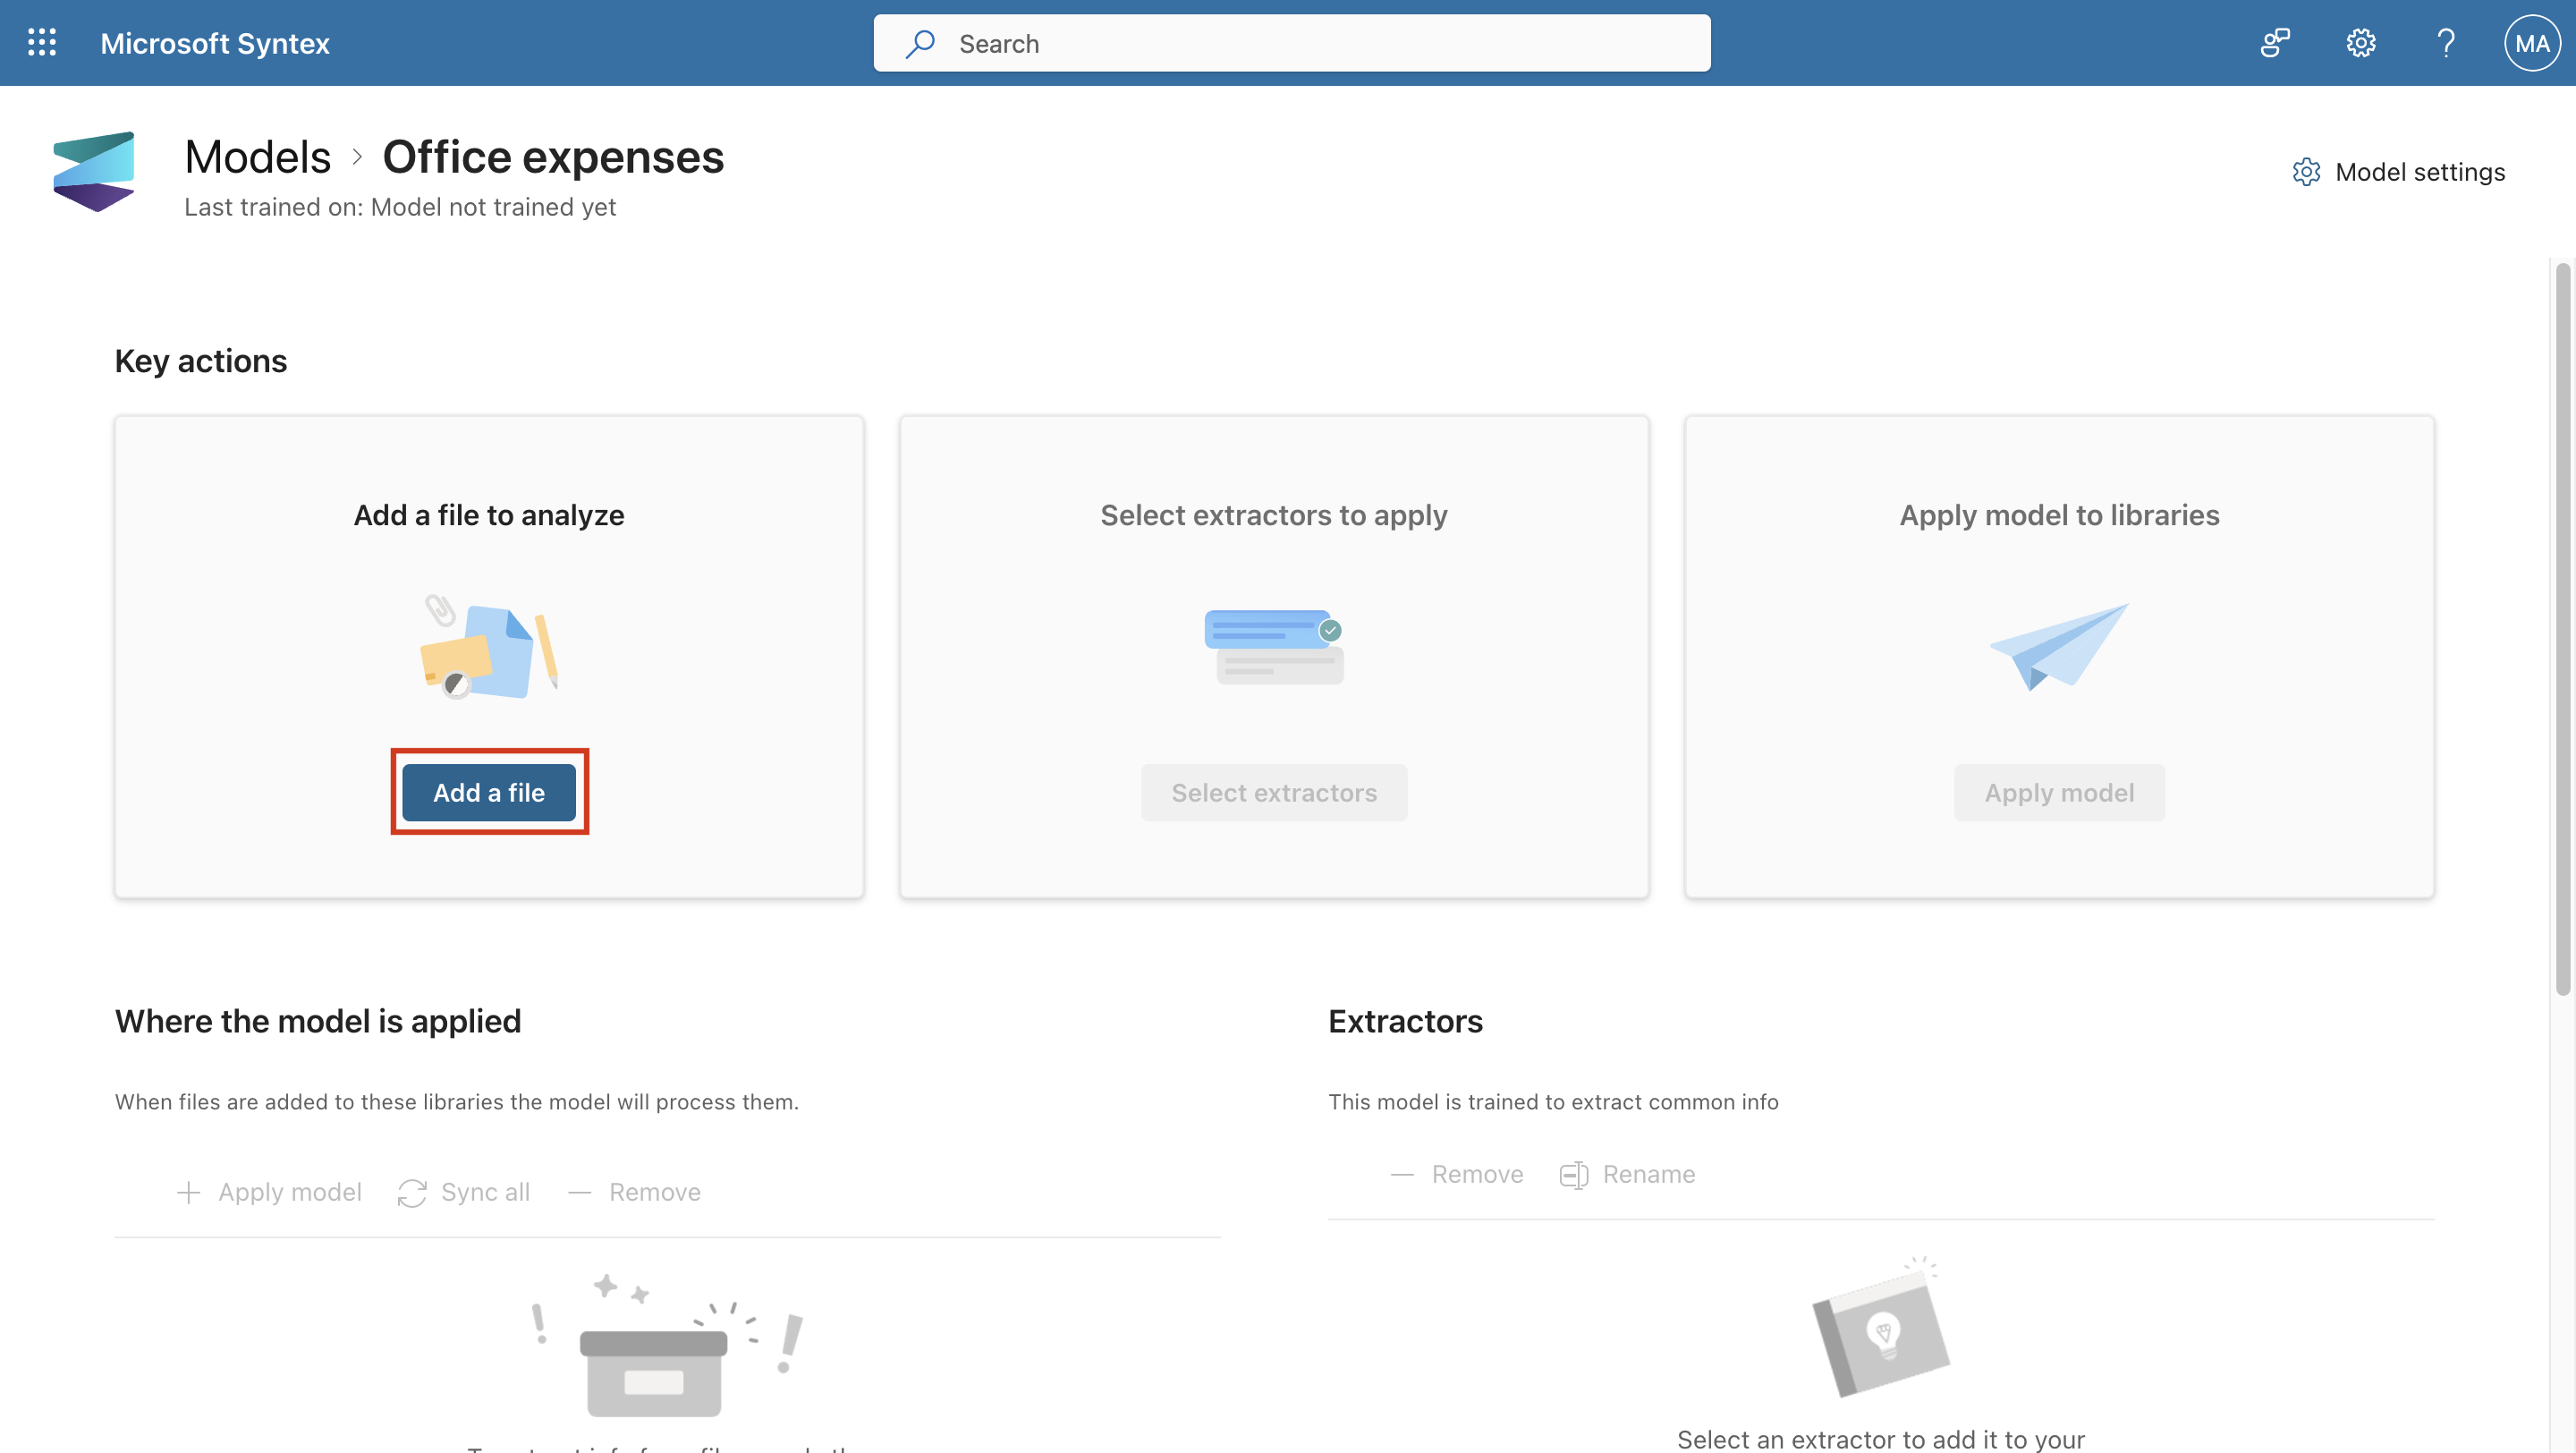 Microsoft Syntex
Search
MA
Models > Office expenses
Last trained on: Model not trained yet
Model settings
Key actions
Add a file to analyze
Select extractors to apply
Apply model to libraries
Add a file
Select extractors
Apply model
Where the model is applied
Extractors
When files are added to these libraries the model will process them.
This model is trained to extract common info
Apply model
Sync all
Remove
Remove
Rename
Select an extractor to add it to your